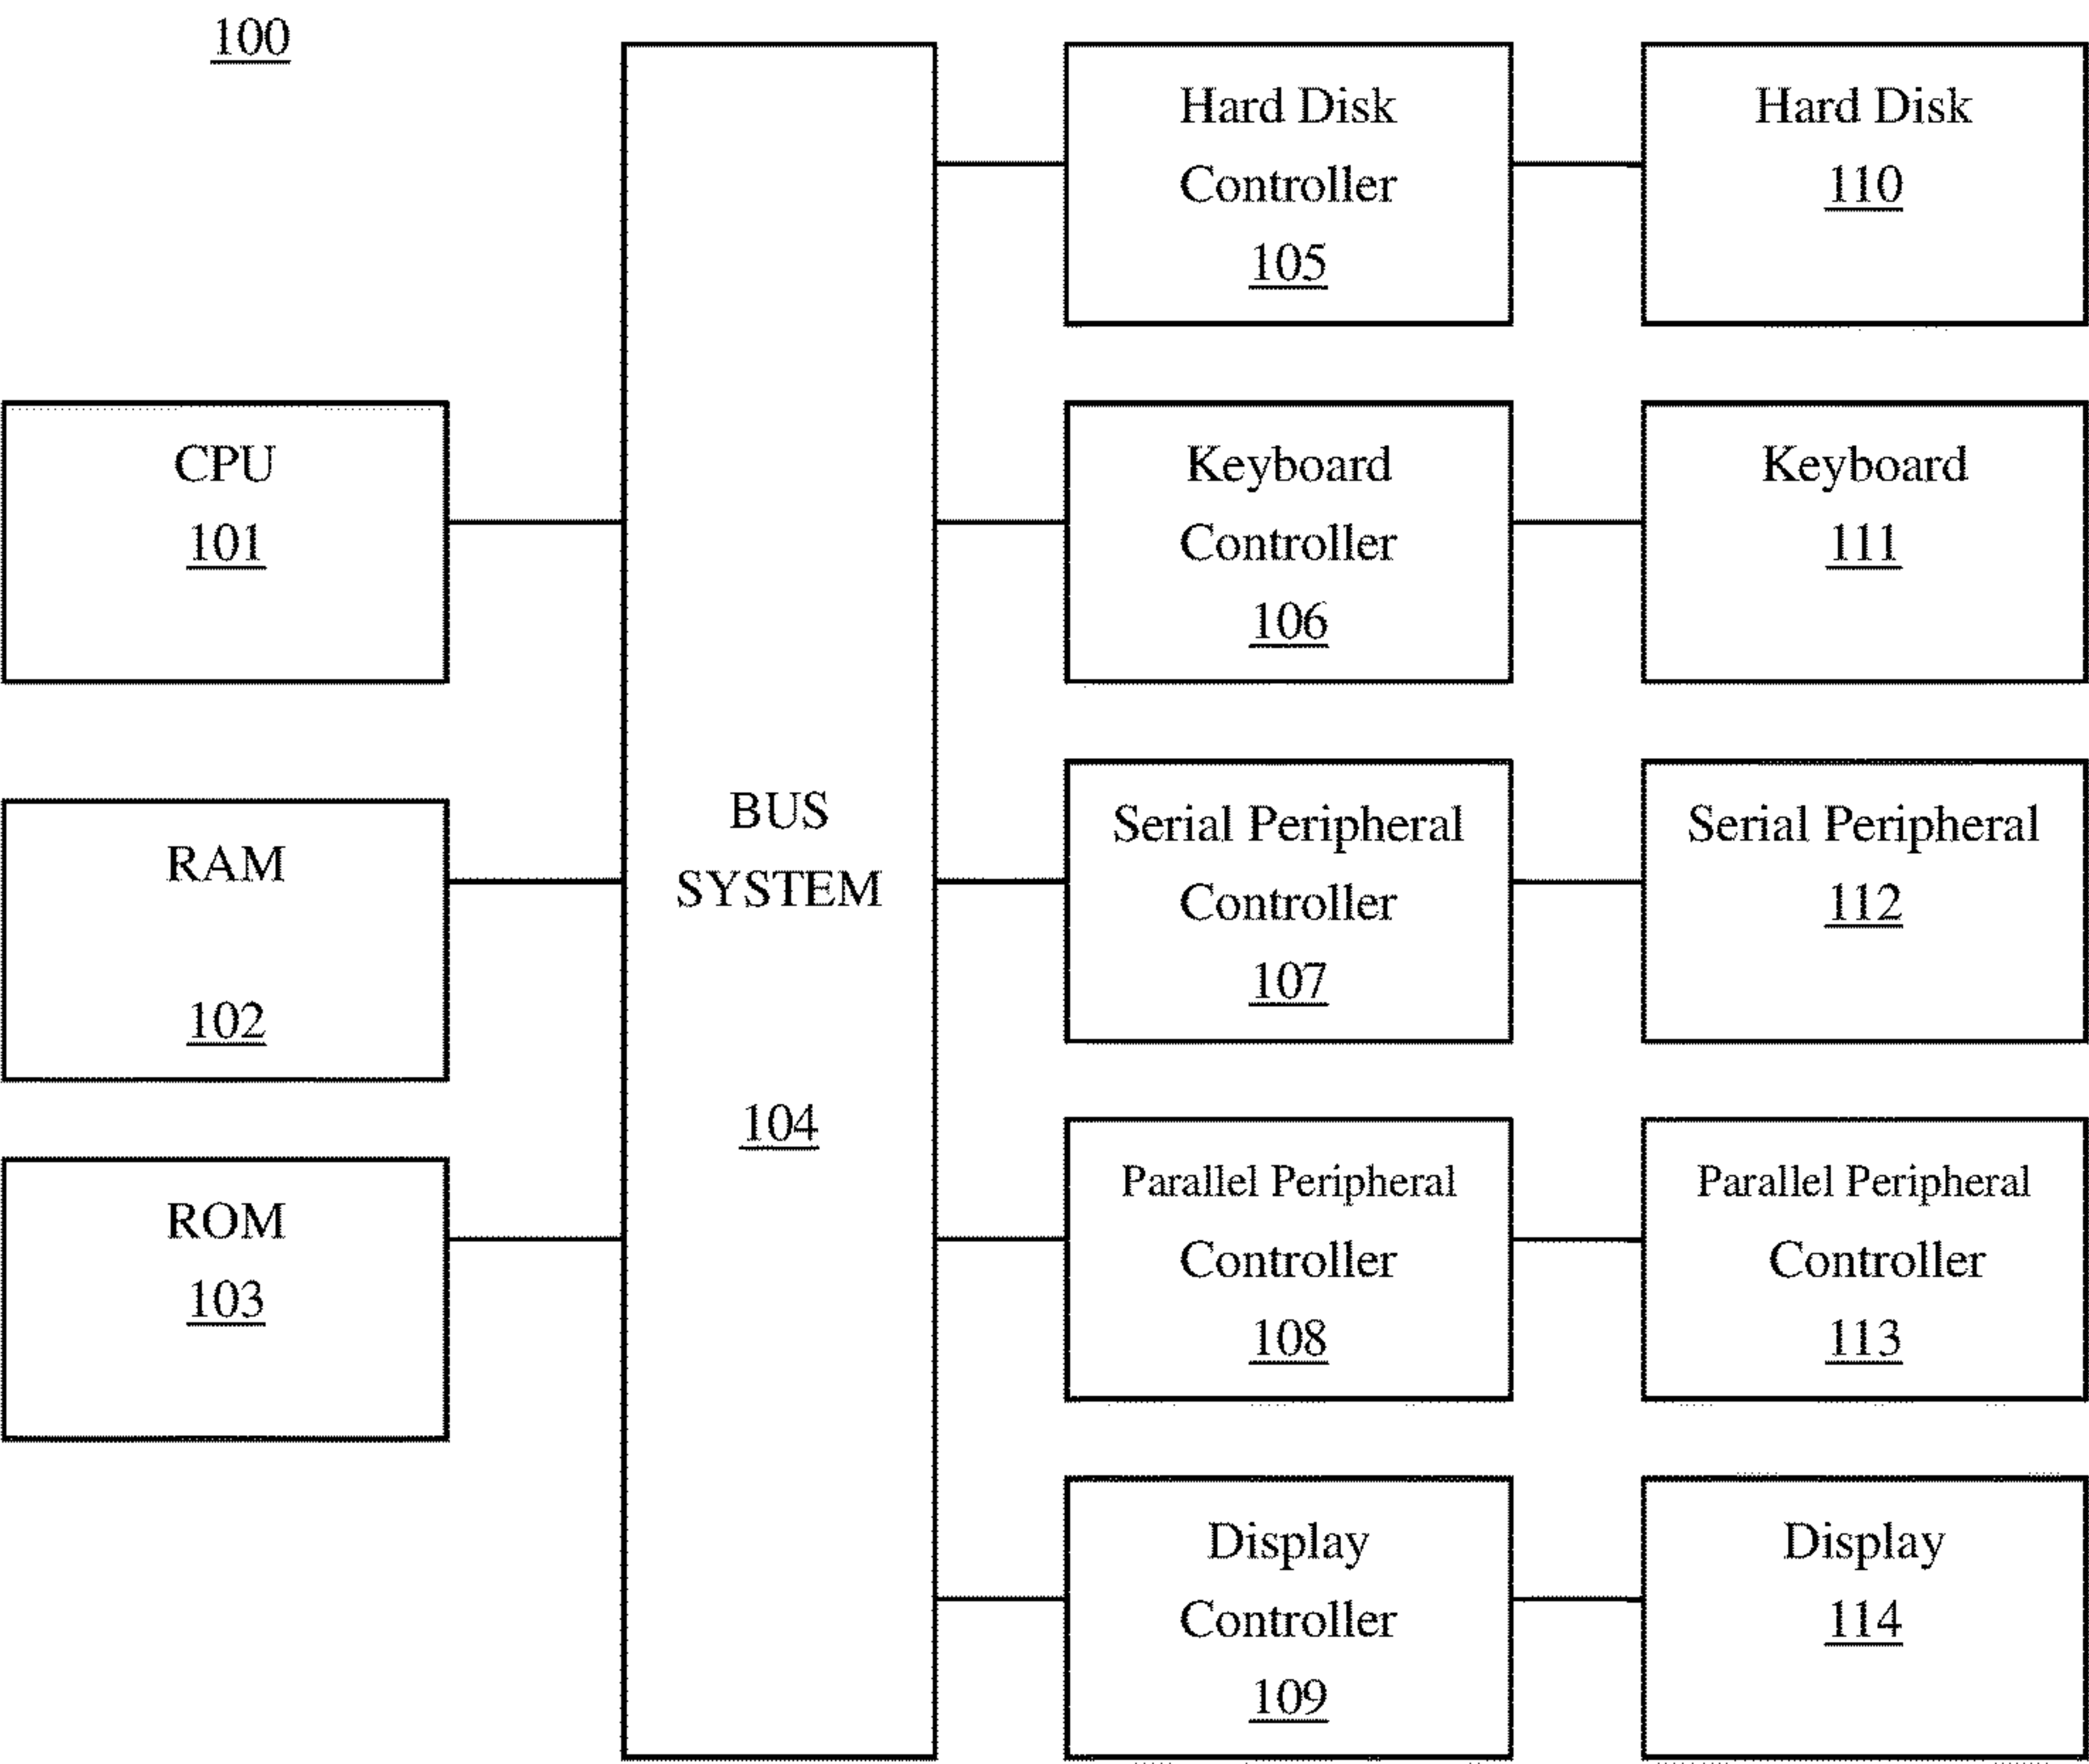 100
Hard Disk
Controller
105
Hard Disk
110
CPU
101
Keyboard
Controller
106
Keyboard
111
RAM
102
BUS
SYSTEM
104
Serial Peripheral
Controller
107
Serial Peripheral
112
ROM
103
Parallel Peripheral
Controller
108
Parallel Peripheral
Controller
113
Display
Controller
109
Display
114